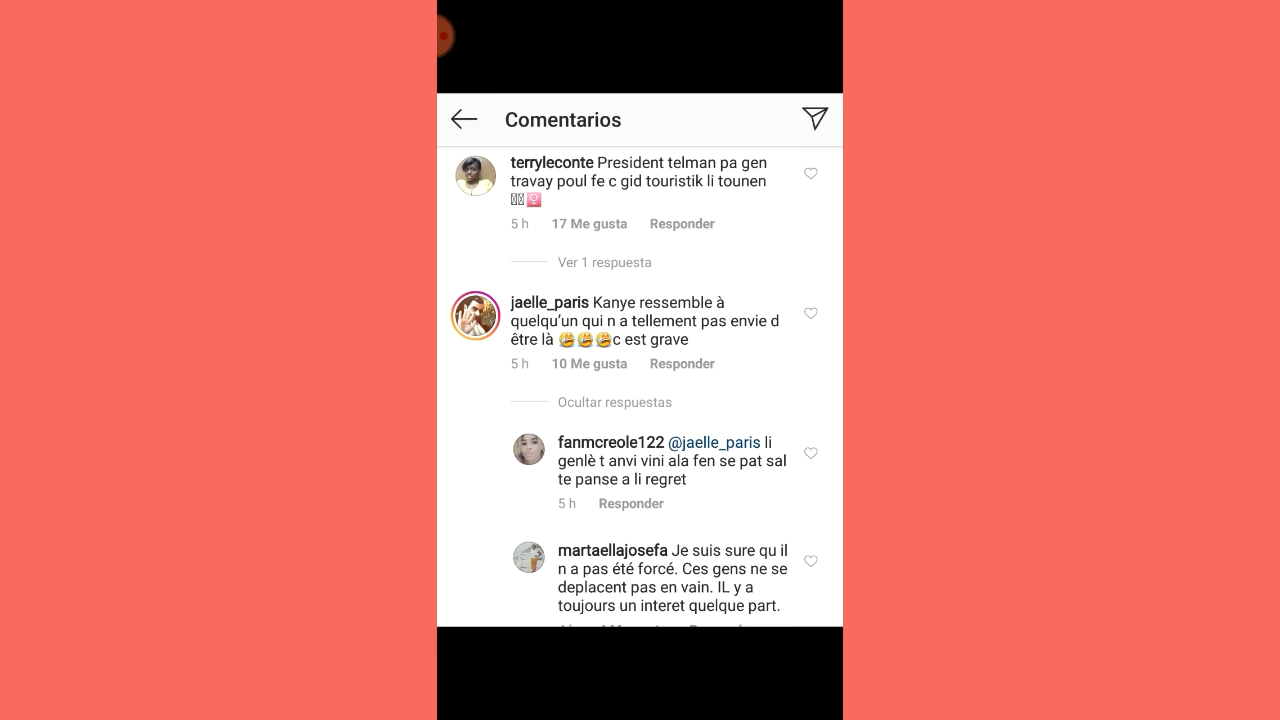 Comentarios
terryleconte President telman pa gen
travay poul fe c gid touristik li tounen
5 h 17 Me gusta Responder
Ver 1 respuesta
jaelle_paris Kanye ressemble à
quelqu’un qui n a tellement pas envie d
être là 😂😂😂c est grave
5 h 10 Me gusta Responder
Ocultar respuestas
fanmcreole122 @jaelle_paris li
genlè t anvi vini ala fen se pat sal
te panse a li regret
5 h Responder
martaellajosefa Je suis sure qu il
n a pas été forcé. Ces gens ne se
deplacent pas en vain. IL y a
toujours un interet quelque part.